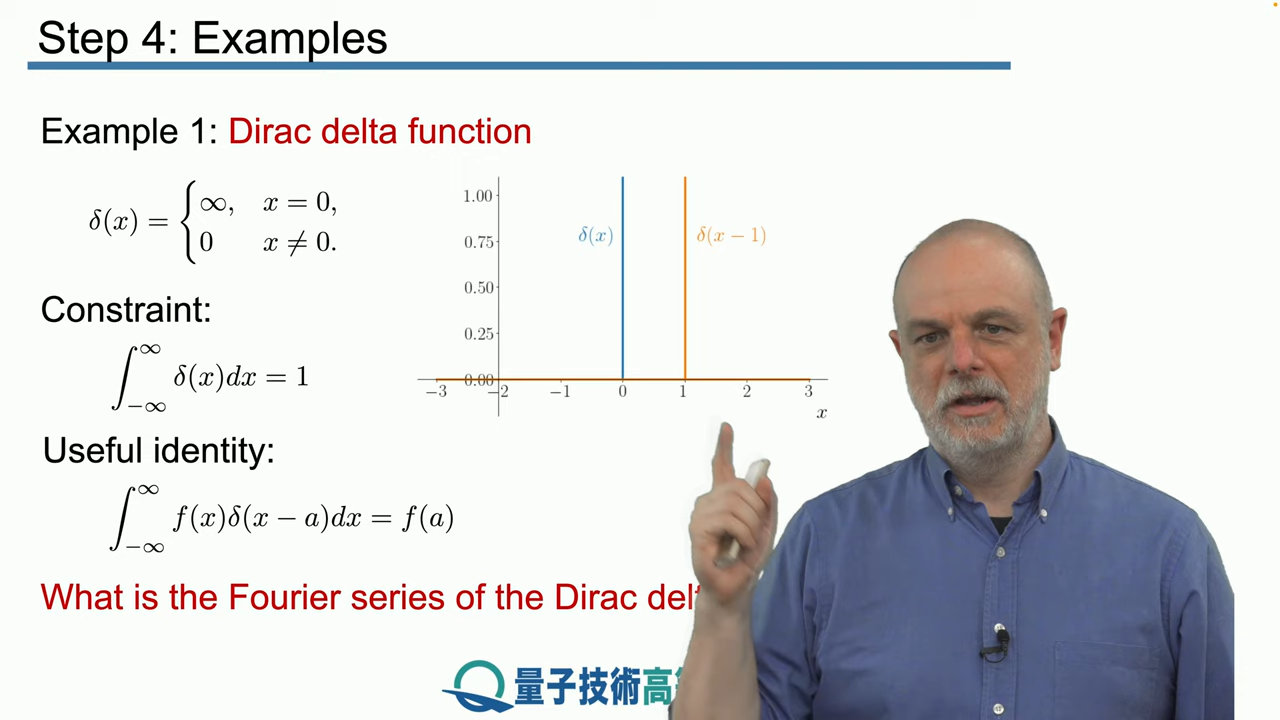 Step 4: Examples
Example 1: Dirac delta function
δ(x) = { ∞, x = 0,
0 x ≠ 0.
Constraint:
∫_{−∞}^{∞} δ(x)dx = 1
Useful identity:
∫_{−∞}^{∞} f(x)δ(x − a)dx = f(a)
What is the Fourier series of the Dirac
1.00
0.75
0.50
0.25
0.00
δ(x)
δ(x − 1)
−3 −2 −1 0 1 2 3
x
量子技術高